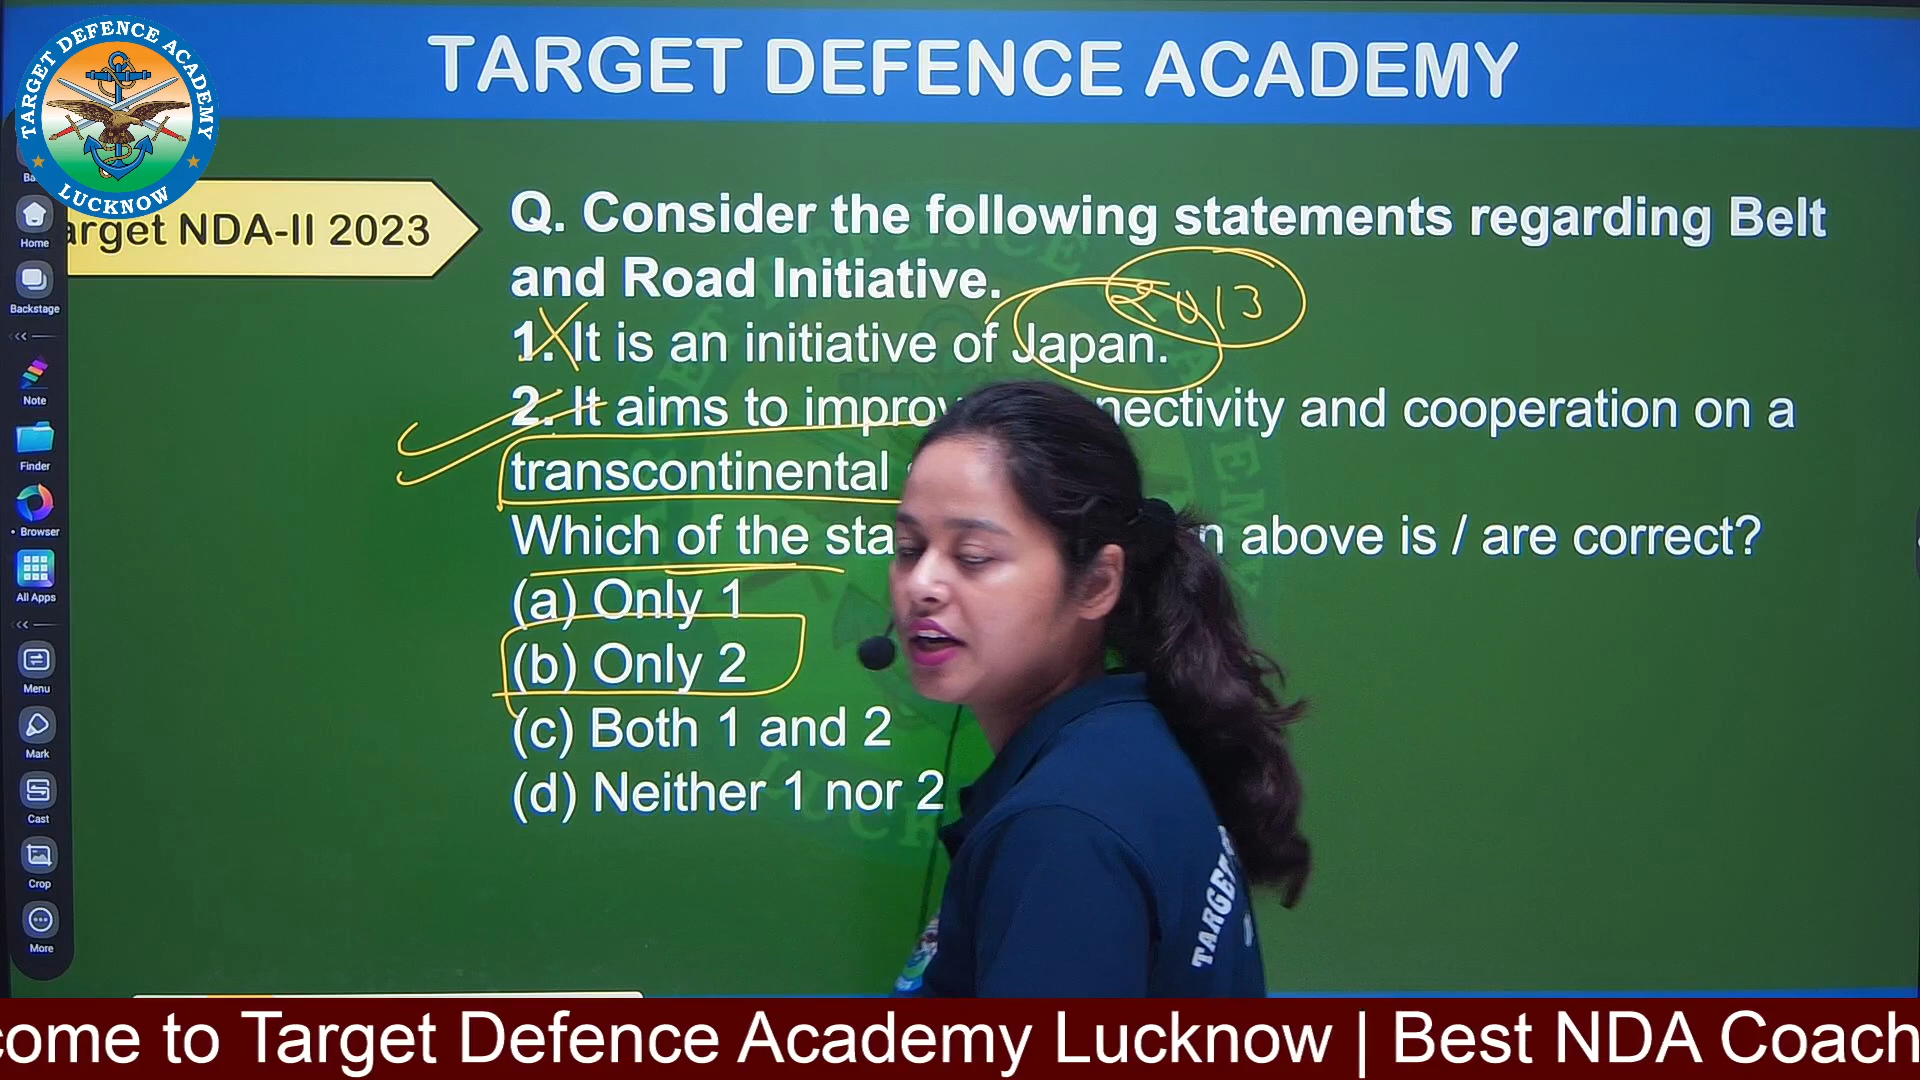 TARGET DEFENCE ACADEMY
TARGET DEFENCE ACADEMY
LUCKNOW
arget NDA-II 2023
Q. Consider the following statements regarding Belt
and Road Initiative.
2013
1. It is an initiative of Japan.
2. It aims to improv nectivity and cooperation on a
transcontinental
Which of the sta n above is / are correct?
(a) Only 1
(b) Only 2
(c) Both 1 and 2
(d) Neither 1 nor 2
Ba
Home
Backstage
Note
Finder
Browser
All Apps
Menu
Mark
Cast
Crop
More
TARGET
come to Target Defence Academy Lucknow | Best NDA Coach